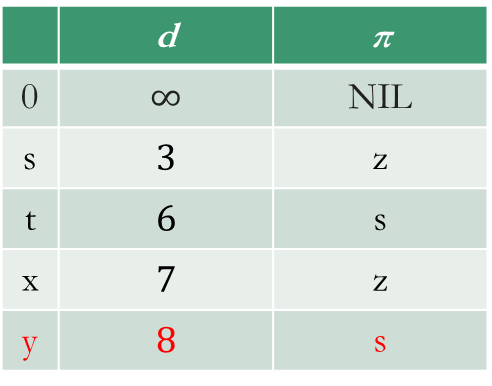 d π
0 ∞ NIL
s 3 z
t 6 s
x 7 z
y 8 s